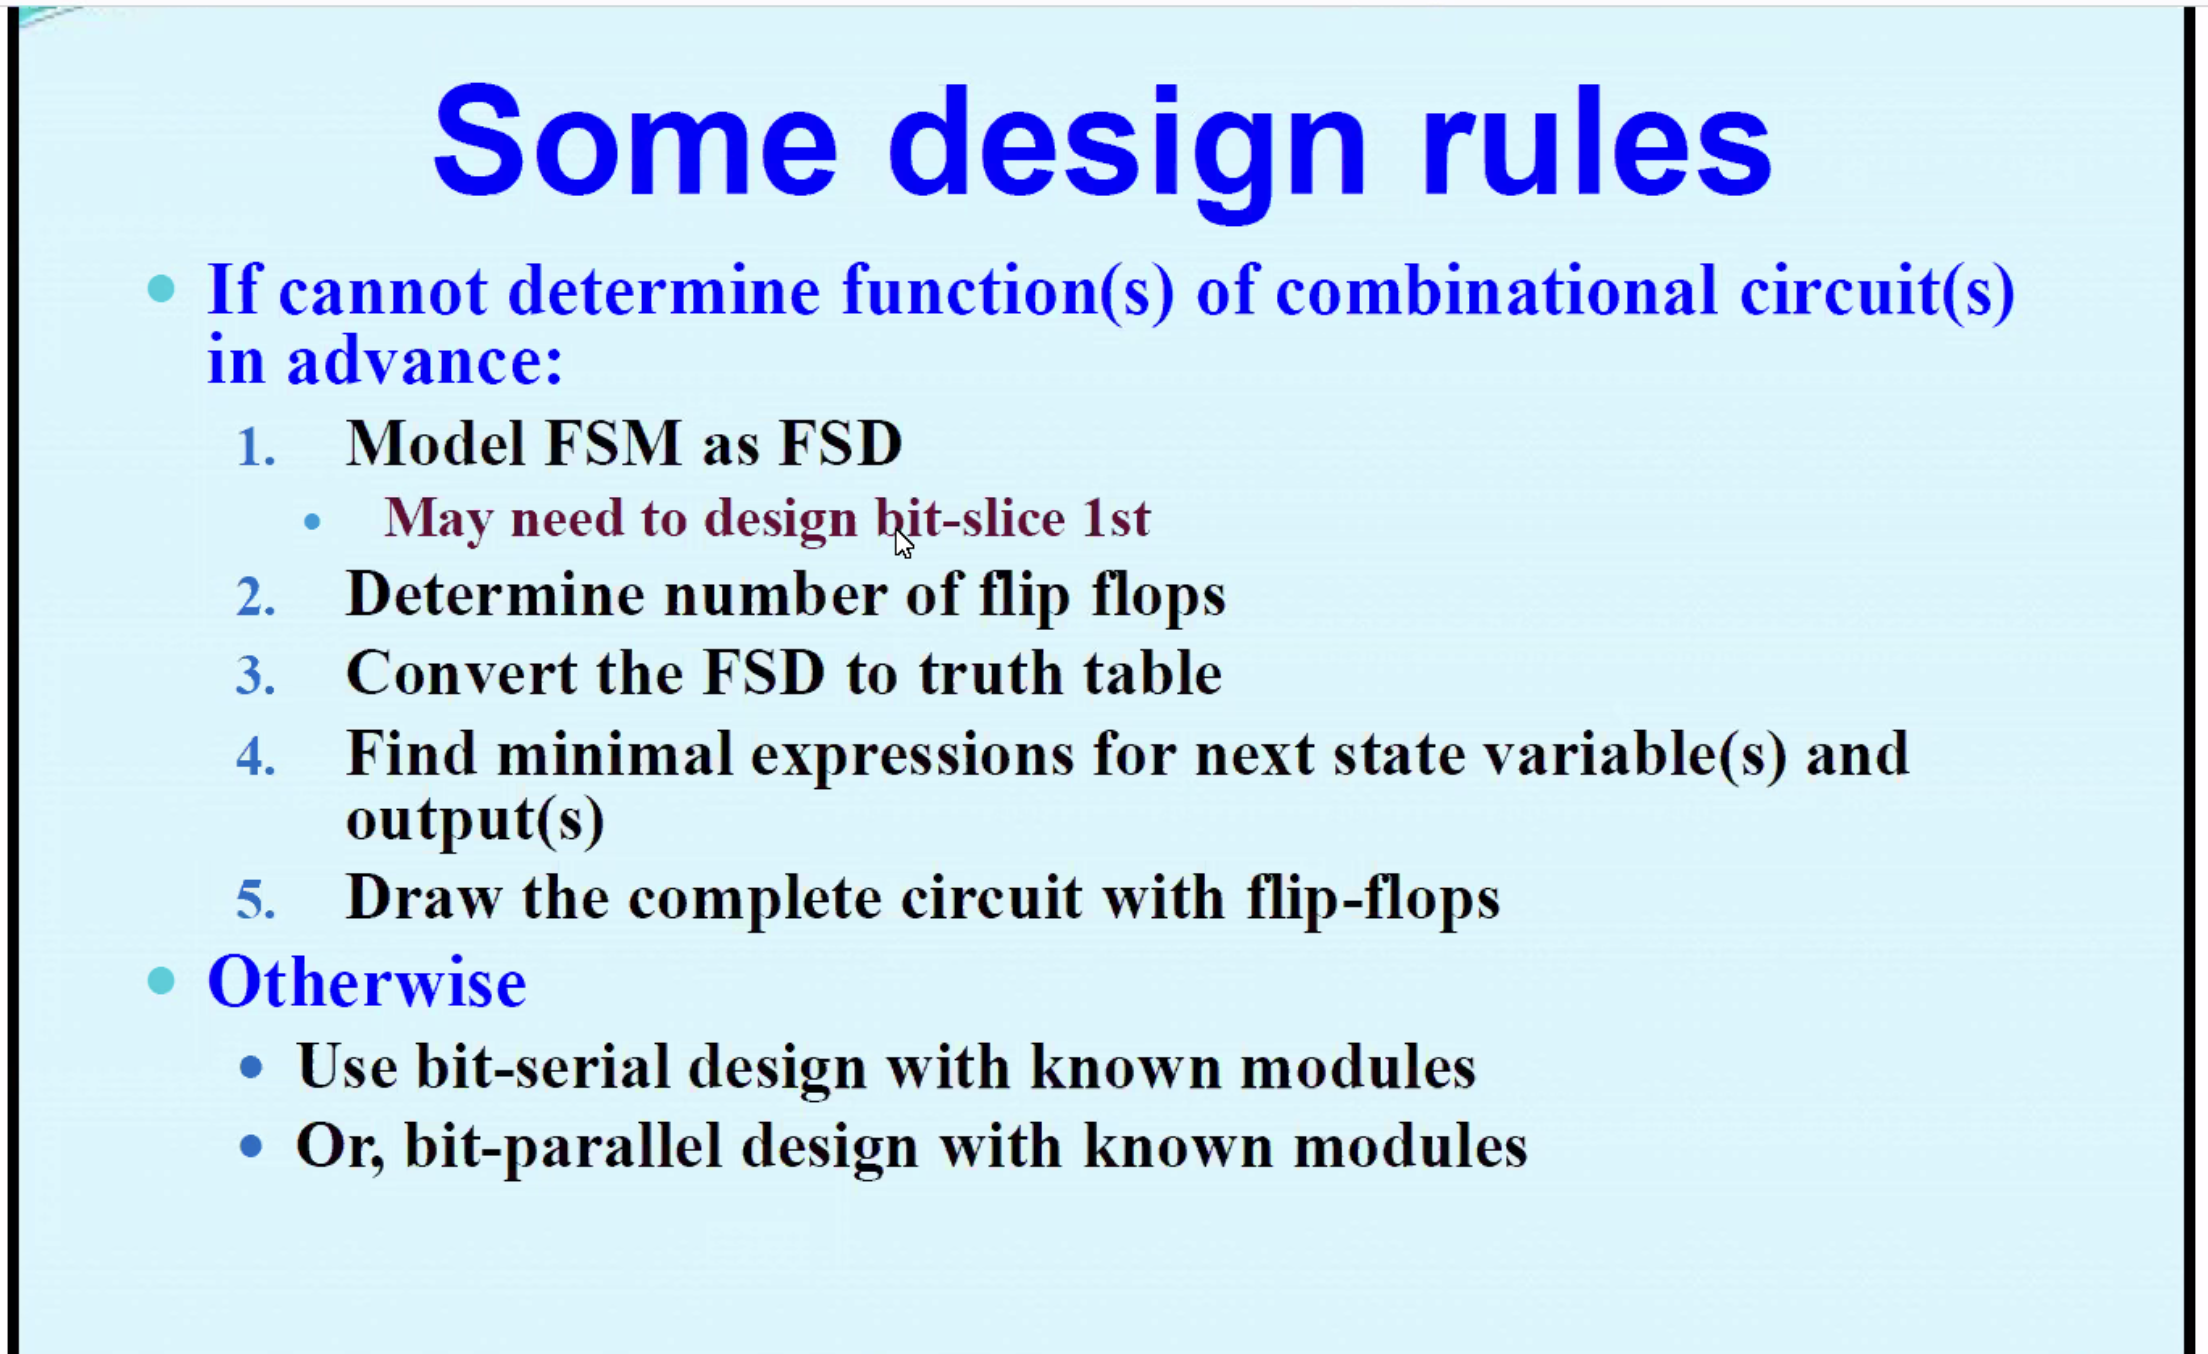 Some design rules
If cannot determine function(s) of combinational circuit(s)
in advance:
1. Model FSM as FSD
May need to design bit-slice 1st
2. Determine number of flip flops
3. Convert the FSD to truth table
4. Find minimal expressions for next state variable(s) and
output(s)
5. Draw the complete circuit with flip-flops
Otherwise
Use bit-serial design with known modules
Or, bit-parallel design with known modules